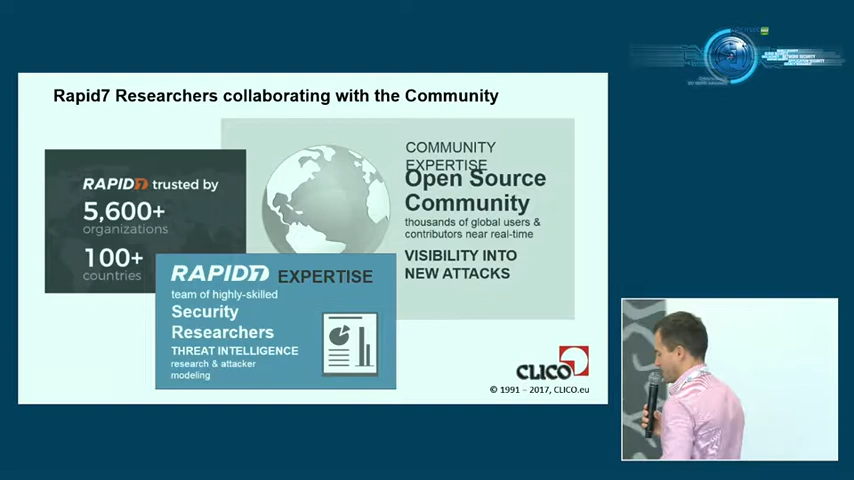 Rapid7 Researchers collaborating with the Community
RAPID7 trusted by
5,600+
organizations
100+
countries
COMMUNITY
EXPERTISE
Open Source
Community
thousands of global users &
contributors near real-time
VISIBILITY INTO
NEW ATTACKS
RAPID7 EXPERTISE
team of highly-skilled
Security
Researchers
THREAT INTELLIGENCE
research & attacker
modeling
CLICO
© 1991 – 2017, CLICO.eu